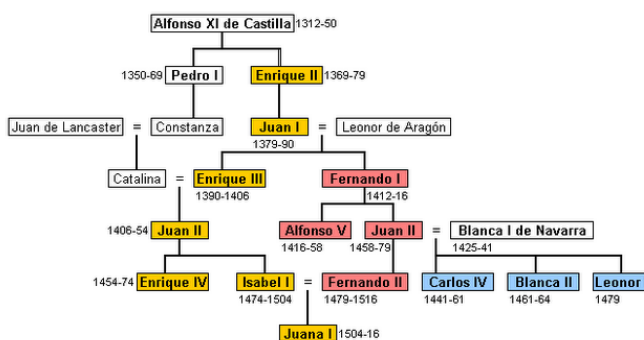 Alfonso XI de Castilla 1312-50
1350-69 Pedro I Enrique II 1369-79
Juan de Lancaster = Constanza Juan I = Leonor de Aragón
1379-90
Catalina = Enrique III Fernando I
1390-1406 1412-16
1406-54 Juan II Alfonso V Juan II = Blanca I de Navarra
1416-58 1458-79 1425-41
1454-74 Enrique IV Isabel I = Fernando II Carlos IV Blanca II Leonor
1474-1504 1479-1516 1441-61 1461-64 1479
Juana I 1504-16